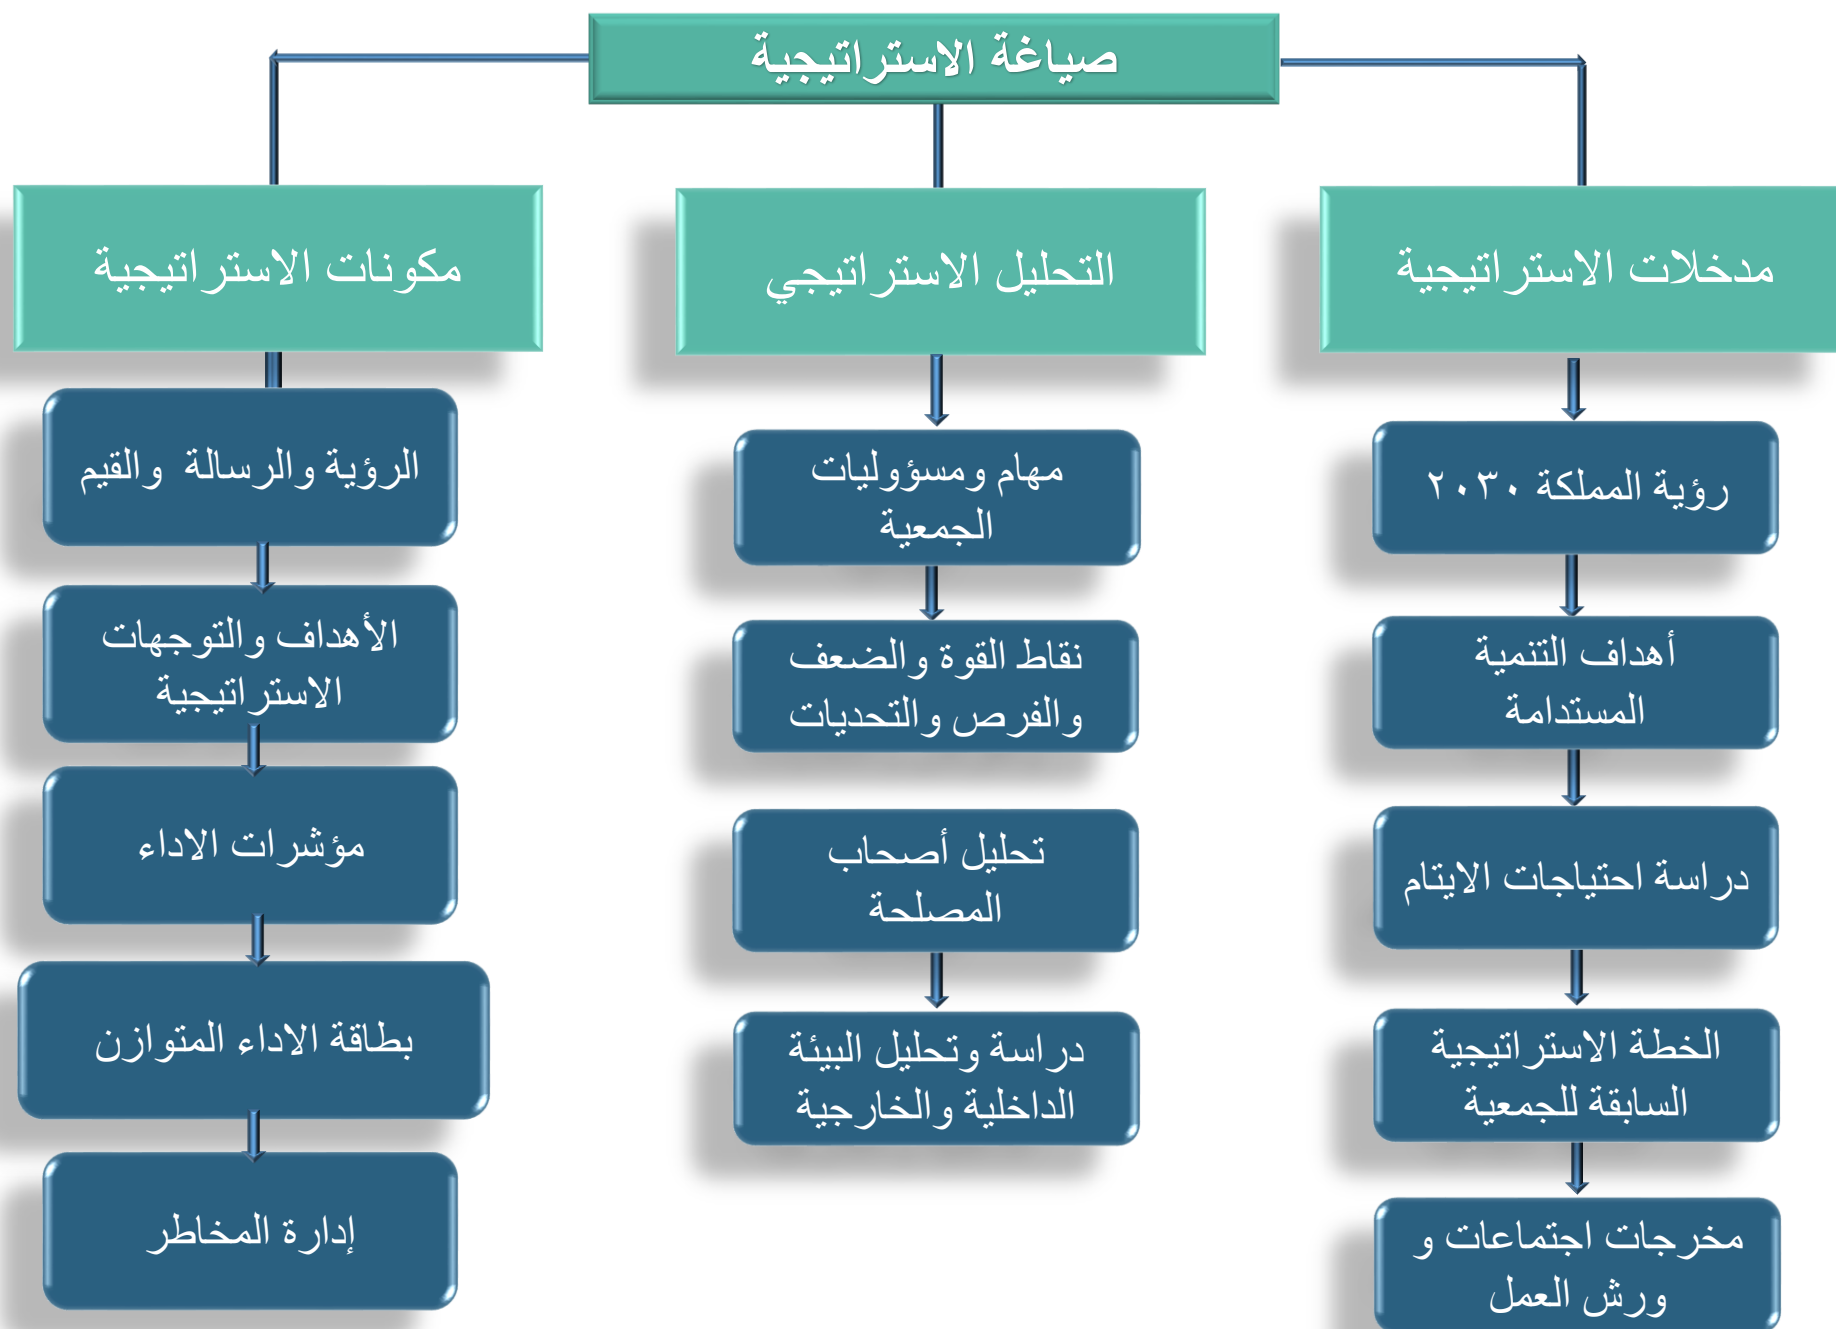 صياغة الاستراتيجية
مدخلات الاستراتيجية
رؤية المملكة ٢٠٣٠
أهداف التنمية
المستدامة
دراسة احتياجات الايتام
الخطة الاستراتيجية
السابقة للجمعية
مخرجات اجتماعات و
ورش العمل
التحليل الاستراتيجي
مهام ومسؤوليات
الجمعية
نقاط القوة والضعف
والفرص والتحديات
تحليل أصحاب
المصلحة
دراسة وتحليل البيئة
الداخلية والخارجية
مكونات الاستراتيجية
الرؤية والرسالة والقيم
الأهداف والتوجهات
الاستراتيجية
مؤشرات الاداء
بطاقة الاداء المتوازن
إدارة المخاطر